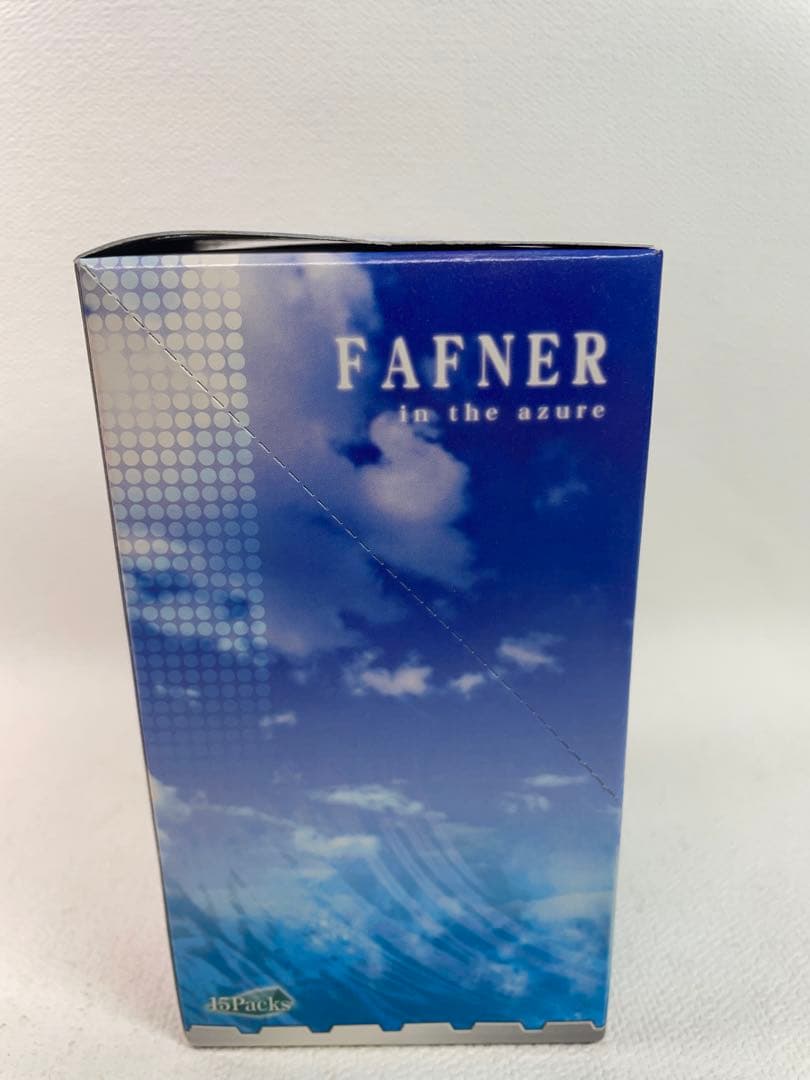 FAFNER
in the azure
15Packs